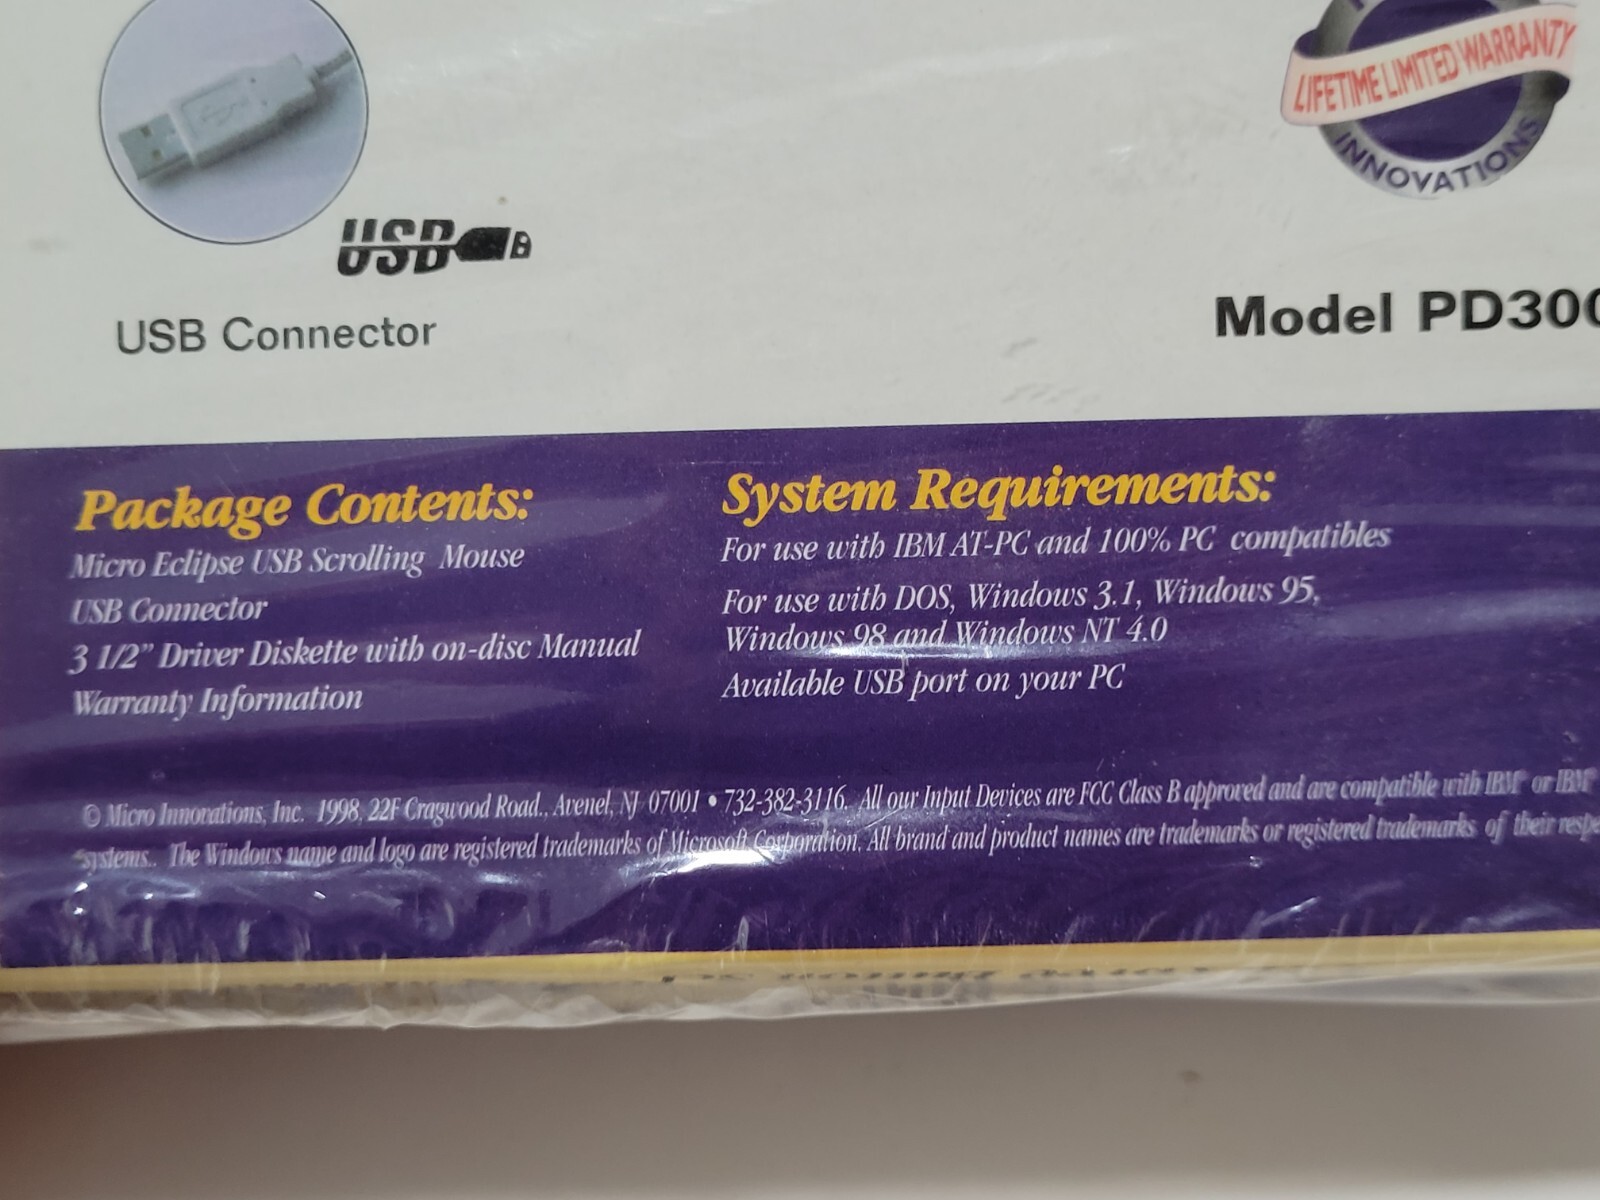 LIFETIME LIMITED WARRANTY
INNOVATIONS
USB
USB Connector
Model PD300
Package Contents:
Micro Eclipse USB Scrolling Mouse
USB Connector
3 1/2" Driver Diskette with on-disc Manual
Warranty Information
System Requirements:
For use with IBM AT-PC and 100% PC compatibles
For use with DOS, Windows 3.1, Windows 95,
Windows 98 and Windows NT 4.0
Available USB port on your PC
© Micro Innovations, Inc. 1998, 22F Cragwood Road., Avenel, NJ 07001 • 732-382-3116. All our Input Devices are FCC Class B approved and are compatible with IBM® or IBM®
systems.. The Windows name and logo are registered trademarks of Microsoft Corporation. All brand and product names are trademarks or registered trademarks of their